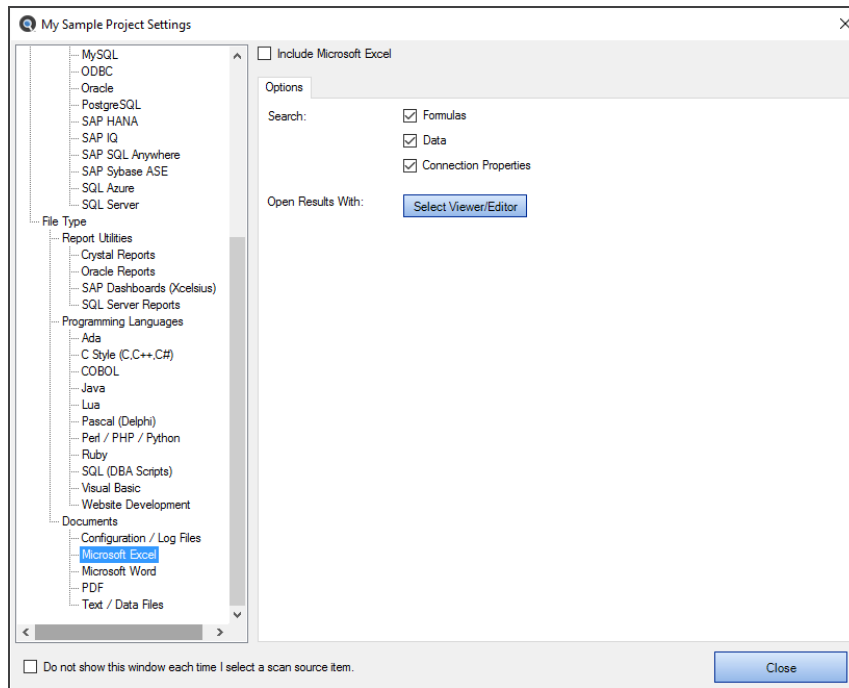 My Sample Project Settings
MySQL
ODBC
Oracle
PostgreSQL
SAP HANA
SAP IQ
SAP SQL Anywhere
SAP Sybase ASE
SQL Azure
SQL Server
File Type
Report Utilities
Crystal Reports
Oracle Reports
SAP Dashboards (Xcelsius)
SQL Server Reports
Programming Languages
Ada
C Style (C,C++,C#)
COBOL
Java
Lua
Pascal (Delphi)
Perl / PHP / Python
Ruby
SQL (DBA Scripts)
Visual Basic
Website Development
Documents
Configuration / Log Files
Microsoft Excel
Microsoft Word
PDF
Text / Data Files
Include Microsoft Excel
Options
Search: Formulas
Data
Connection Properties
Open Results With: Select Viewer/Editor
Do not show this window each time I select a scan source item.
Close